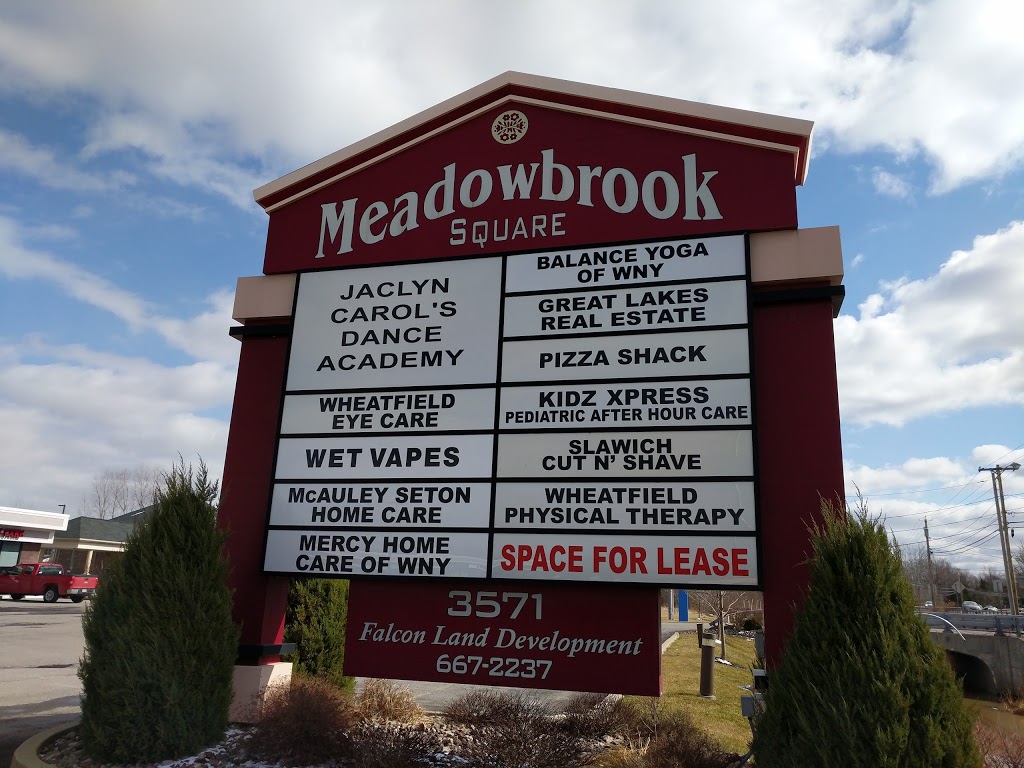 Meadowbrook
SQUARE
JACLYN
CAROL'S
DANCE
ACADEMY
WHEATFIELD
EYE CARE
WET VAPES
McAULEY SETON
HOME CARE
MERCY HOME
CARE OF WNY
BALANCE YOGA
OF WNY
GREAT LAKES
REAL ESTATE
PIZZA SHACK
KIDZ XPRESS
PEDIATRIC AFTER HOUR CARE
SLAWICH
CUT N' SHAVE
WHEATFIELD
PHYSICAL THERAPY
SPACE FOR LEASE
3571
Falcon Land Development
667-2237